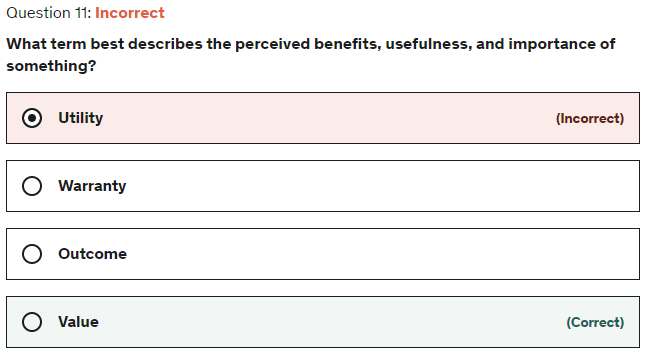 Question 11: Incorrect
What term best describes the perceived benefits, usefulness, and importance of
something?
Utility (Incorrect)
Warranty
Outcome
Value (Correct)